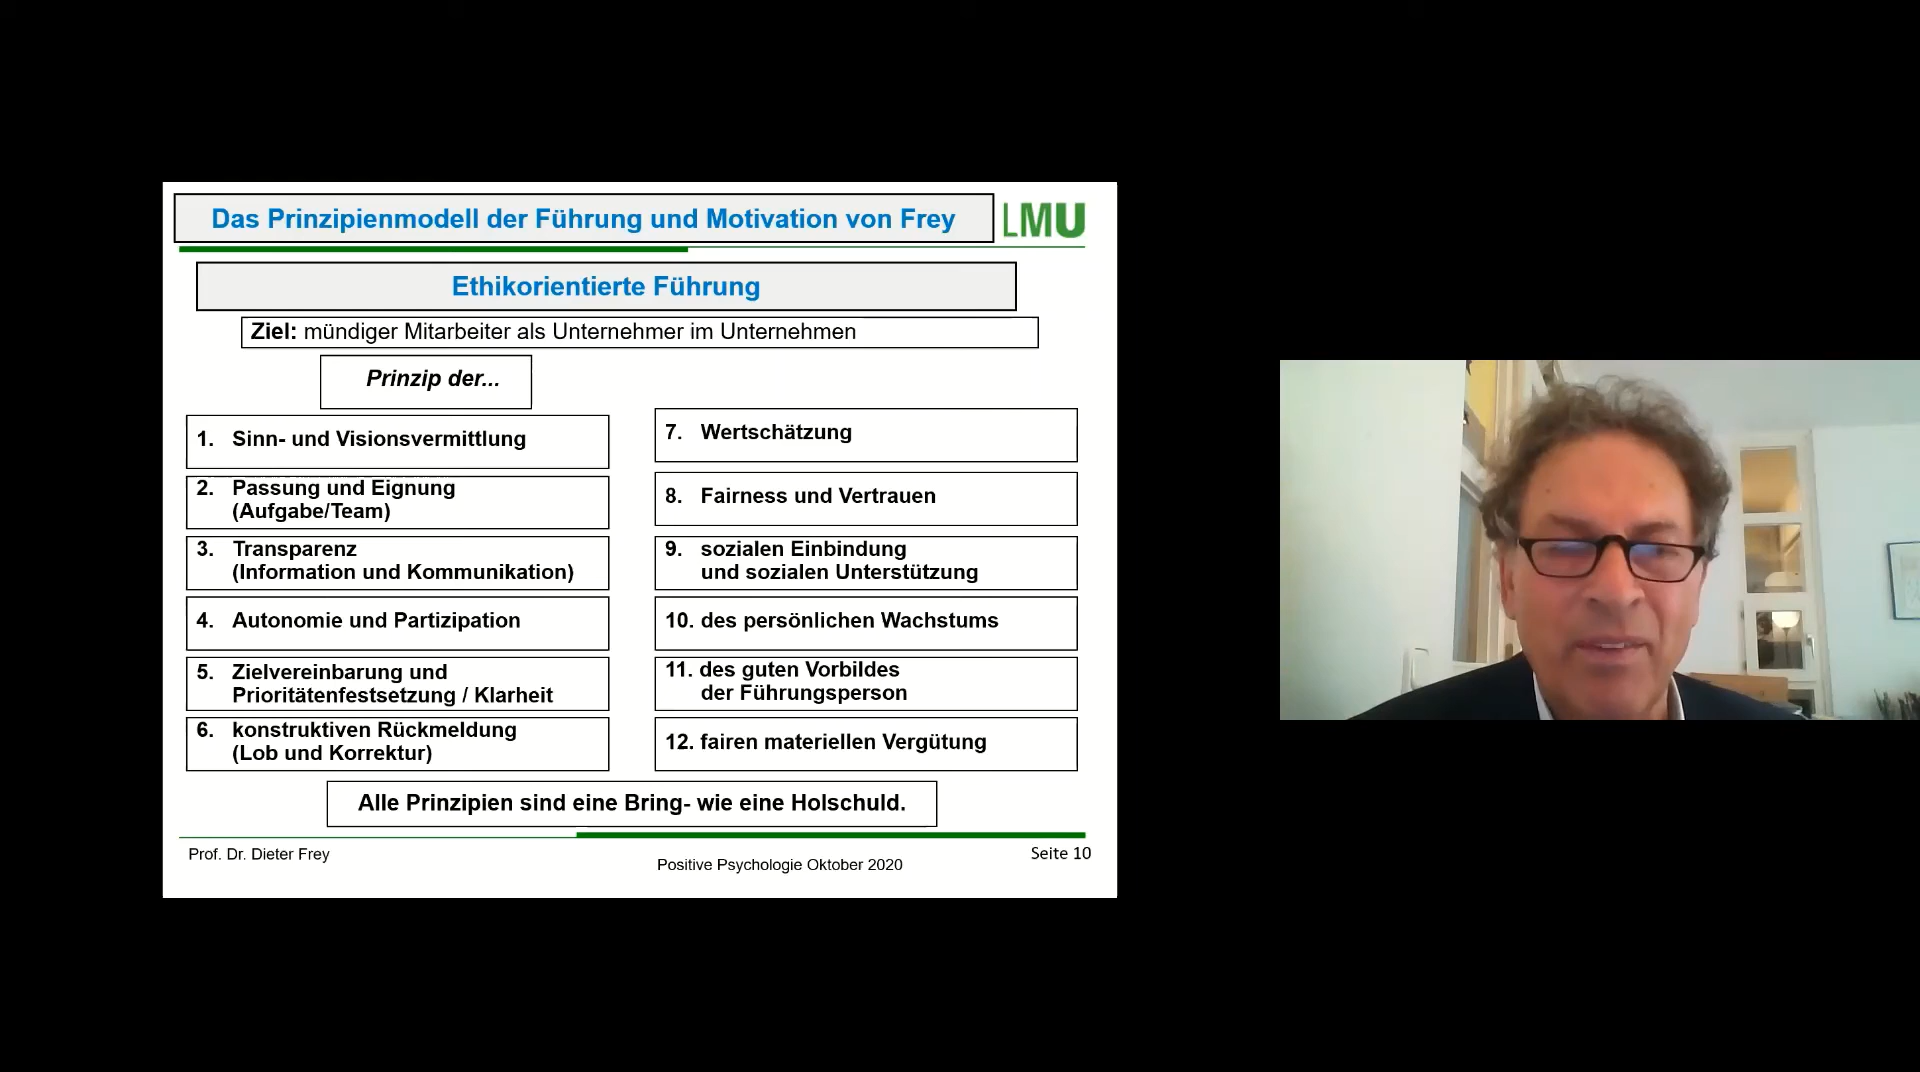 Das Prinzipienmodell der Führung und Motivation von Frey
LMU
Ethikorientierte Führung
Ziel: mündiger Mitarbeiter als Unternehmer im Unternehmen
Prinzip der...
1. Sinn- und Visionsvermittlung
2. Passung und Eignung
(Aufgabe/Team)
3. Transparenz
(Information und Kommunikation)
4. Autonomie und Partizipation
5. Zielvereinbarung und
Prioritätenfestsetzung / Klarheit
6. konstruktiven Rückmeldung
(Lob und Korrektur)
7. Wertschätzung
8. Fairness und Vertrauen
9. sozialen Einbindung
und sozialen Unterstützung
10. des persönlichen Wachstums
11. des guten Vorbildes
der Führungsperson
12. fairen materiellen Vergütung
Alle Prinzipien sind eine Bring- wie eine Holschuld.
Prof. Dr. Dieter Frey
Positive Psychologie Oktober 2020
Seite 10